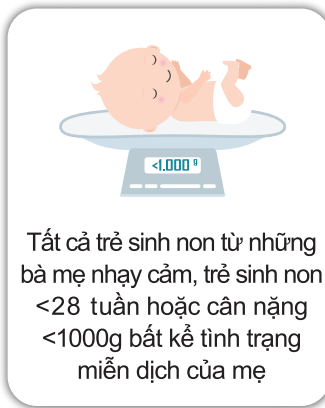 <1.000 g
Tất cả trẻ sinh non từ những
bà mẹ nhạy cảm, trẻ sinh non
<28 tuần hoặc cân nặng
<1000g bất kể tình trạng
miễn dịch của mẹ